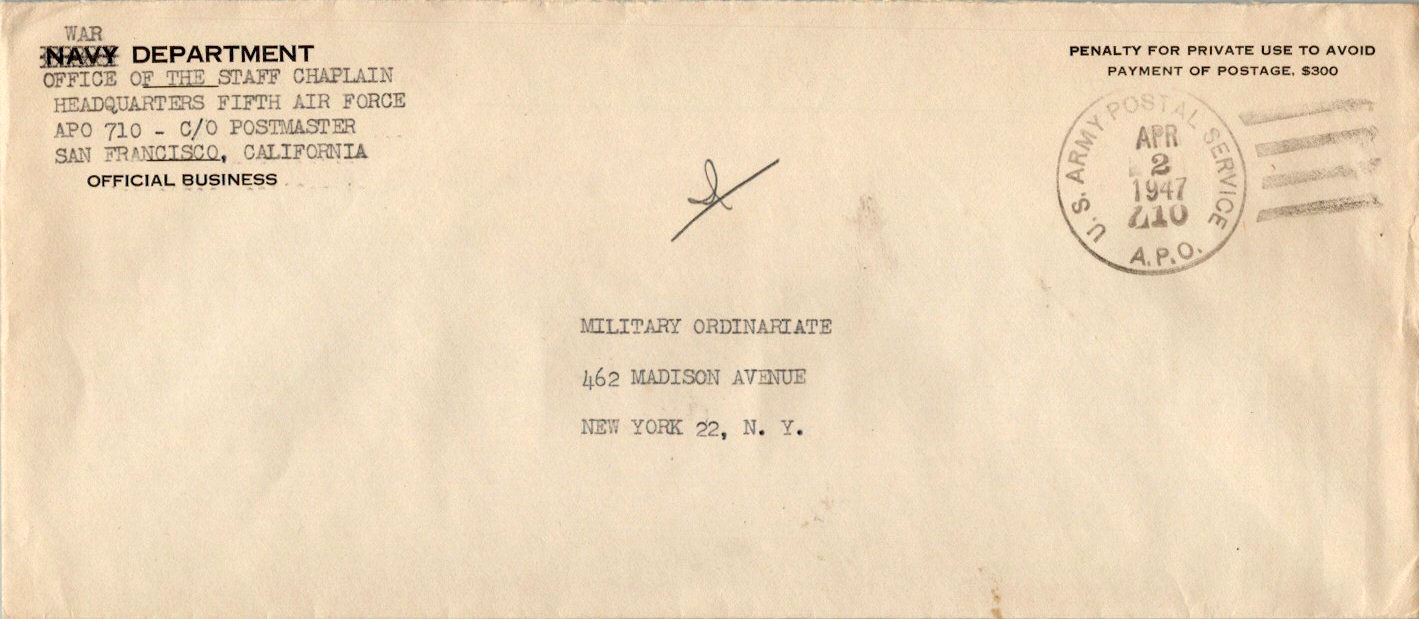 WAR
NAVY DEPARTMENT
OFFICE OF THE STAFF CHAPLAIN
HEADQUARTERS FIFTH AIR FORCE
APO 710 - C/O POSTMASTER
SAN FRANCISCO, CALIFORNIA
OFFICIAL BUSINESS
PENALTY FOR PRIVATE USE TO AVOID
PAYMENT OF POSTAGE, $300
U.S. ARMY POSTAL SERVICE
APR
2
1947
710
A.P.O.
MILITARY ORDINARIATE
462 MADISON AVENUE
NEW YORK 22, N. Y.